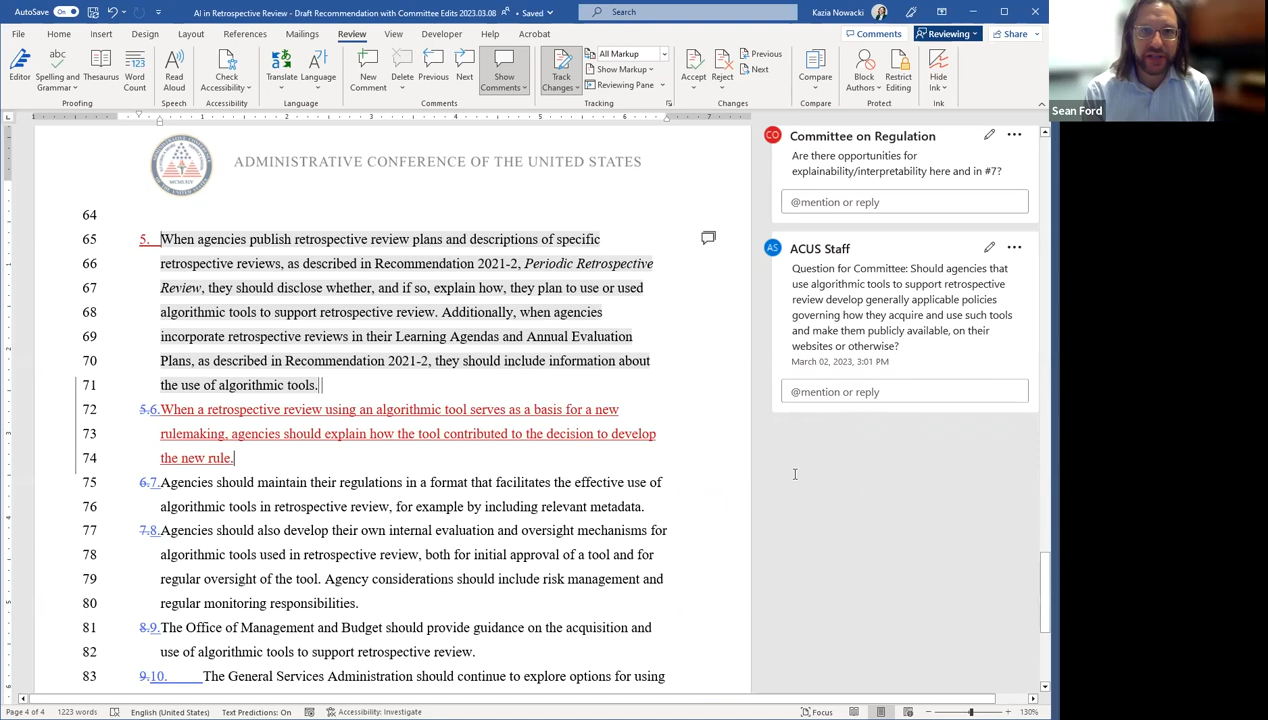 AutoSave On AI in Retrospective Review - Draft Recommendation with Committee Edits 2023.03.08 Saved Search Kazia Nowacki
File Home Insert Design Layout References Mailings Review View Developer Help Acrobat Comments Reviewing Share
Editor Spelling and Grammar Thesaurus Word Count Read Aloud Check Accessibility Translate Language New Comment Delete Previous Next Show Comments Track Changes All Markup Show Markup Reviewing Pane Accept Reject Previous Next Compare Block Authors Restrict Editing Hide Ink
Proofing Speech Accessibility Language Comments Tracking Changes Compare Protect Ink
Sean Ford
ADMINISTRATIVE CONFERENCE OF THE UNITED STATES
64
65 5. When agencies publish retrospective review plans and descriptions of specific
66 retrospective reviews, as described in Recommendation 2021-2, Periodic Retrospective
67 Review, they should disclose whether, and if so, explain how, they plan to use or used
68 algorithmic tools to support retrospective review. Additionally, when agencies
69 incorporate retrospective reviews in their Learning Agendas and Annual Evaluation
70 Plans, as described in Recommendation 2021-2, they should include information about
71 the use of algorithmic tools.
72 5.6. When a retrospective review using an algorithmic tool serves as a basis for a new
73 rulemaking, agencies should explain how the tool contributed to the decision to develop
74 the new rule.
75 6.7. Agencies should maintain their regulations in a format that facilitates the effective use of
76 algorithmic tools in retrospective review, for example by including relevant metadata.
77 7.8. Agencies should also develop their own internal evaluation and oversight mechanisms for
78 algorithmic tools used in retrospective review, both for initial approval of a tool and for
79 regular oversight of the tool. Agency considerations should include risk management and
80 regular monitoring responsibilities.
81 8.9. The Office of Management and Budget should provide guidance on the acquisition and
82 use of algorithmic tools to support retrospective review.
83 9.10. The General Services Administration should continue to explore options for using
CO Committee on Regulation
Are there opportunities for
explainability/interpretability here and in #7?
@mention or reply
AS ACUS Staff
Question for Committee: Should agencies that
use algorithmic tools to support retrospective
review develop generally applicable policies
governing how they acquire and use such tools
and make them publicly available, on their
websites or otherwise?
March 02, 2023, 3:01 PM
@mention or reply
Page 4 of 4 1223 words English (United States) Text Predictions: On Accessibility: Investigate Focus 130%